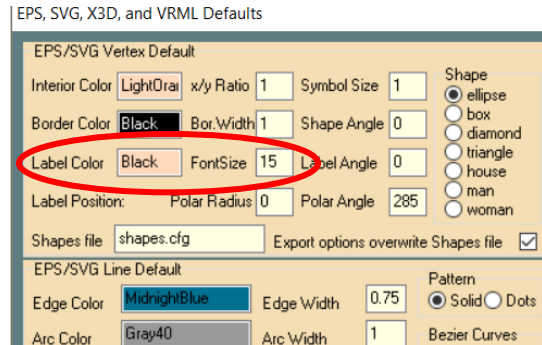 EPS, SVG, X3D, and VRML Defaults
EPS/SVG Vertex Default
Interior Color LightOra x/y Ratio 1 Symbol Size 1
Border Color Black Bor.Width 1 Shape Angle 0
Label Color Black FontSize 15 Label Angle 0
Label Position: Polar Radius 0 Polar Angle 285
Shapes file shapes.cfg Export options overwrite Shapes file
Shape
ellipse
box
diamond
triangle
house
man
woman
EPS/SVG Line Default
Edge Color MidnightBlue Edge Width 0.75
Arc Color Gray40 Arc Width 1
Pattern
Solid Dots
Bezier Curves